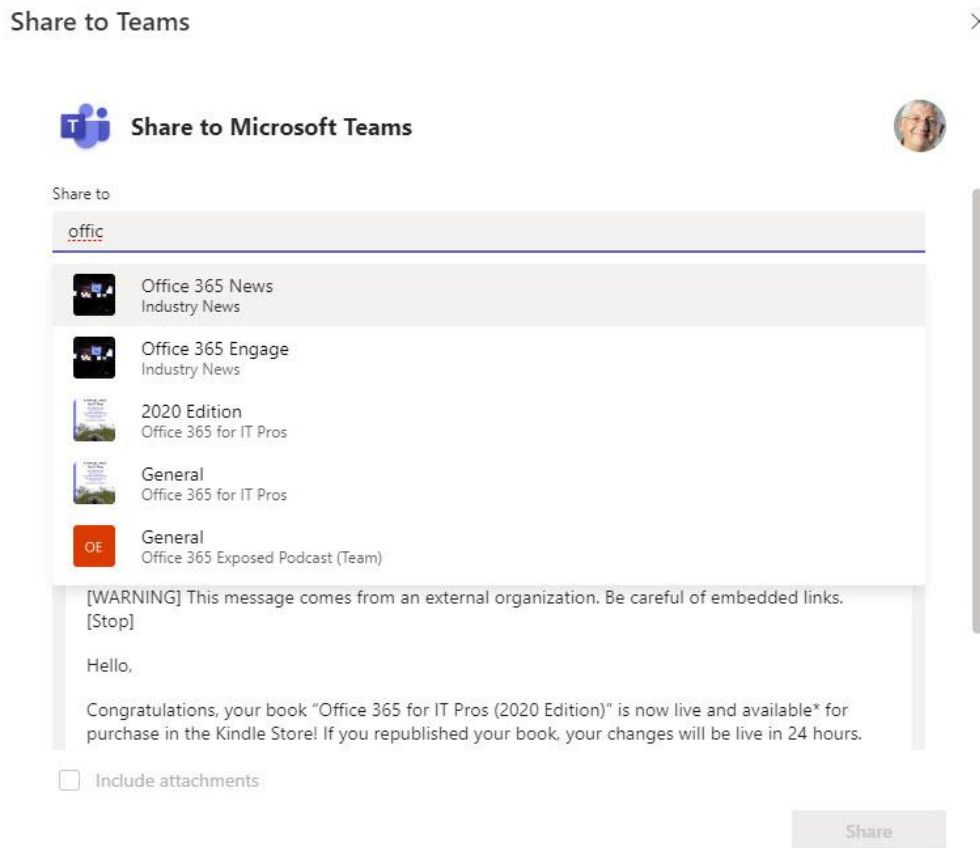 Share to Teams
T
Share to Microsoft Teams
Share to
offic
Office 365 News
Industry News
Office 365 Engage
Industry News
2020 Edition
Office 365 for IT Pros
General
Office 365 for IT Pros
OE
General
Office 365 Exposed Podcast (Team)
[WARNING] This message comes from an external organization. Be careful of embedded links.
[Stop]
Hello,
Congratulations, your book “Office 365 for IT Pros (2020 Edition)” is now live and available* for
purchase in the Kindle Store! If you republished your book, your changes will be live in 24 hours.
Include attachments
Share